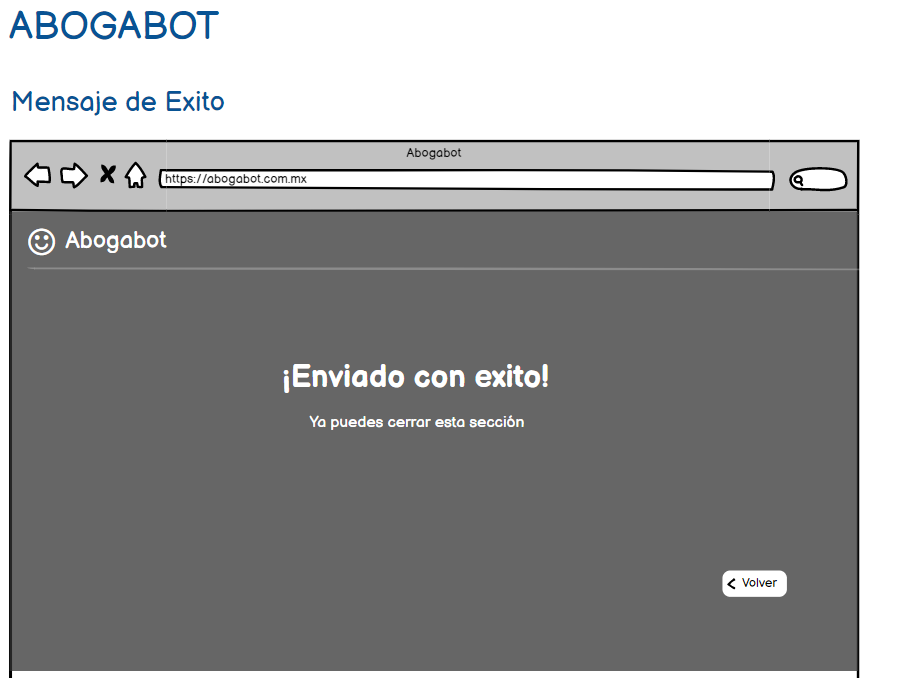 ABOGABOT
Mensaje de Exito
Abogabot
https://abogabot.com.mx
Abogabot
¡Enviado con exito!
Ya puedes cerrar esta sección
Volver